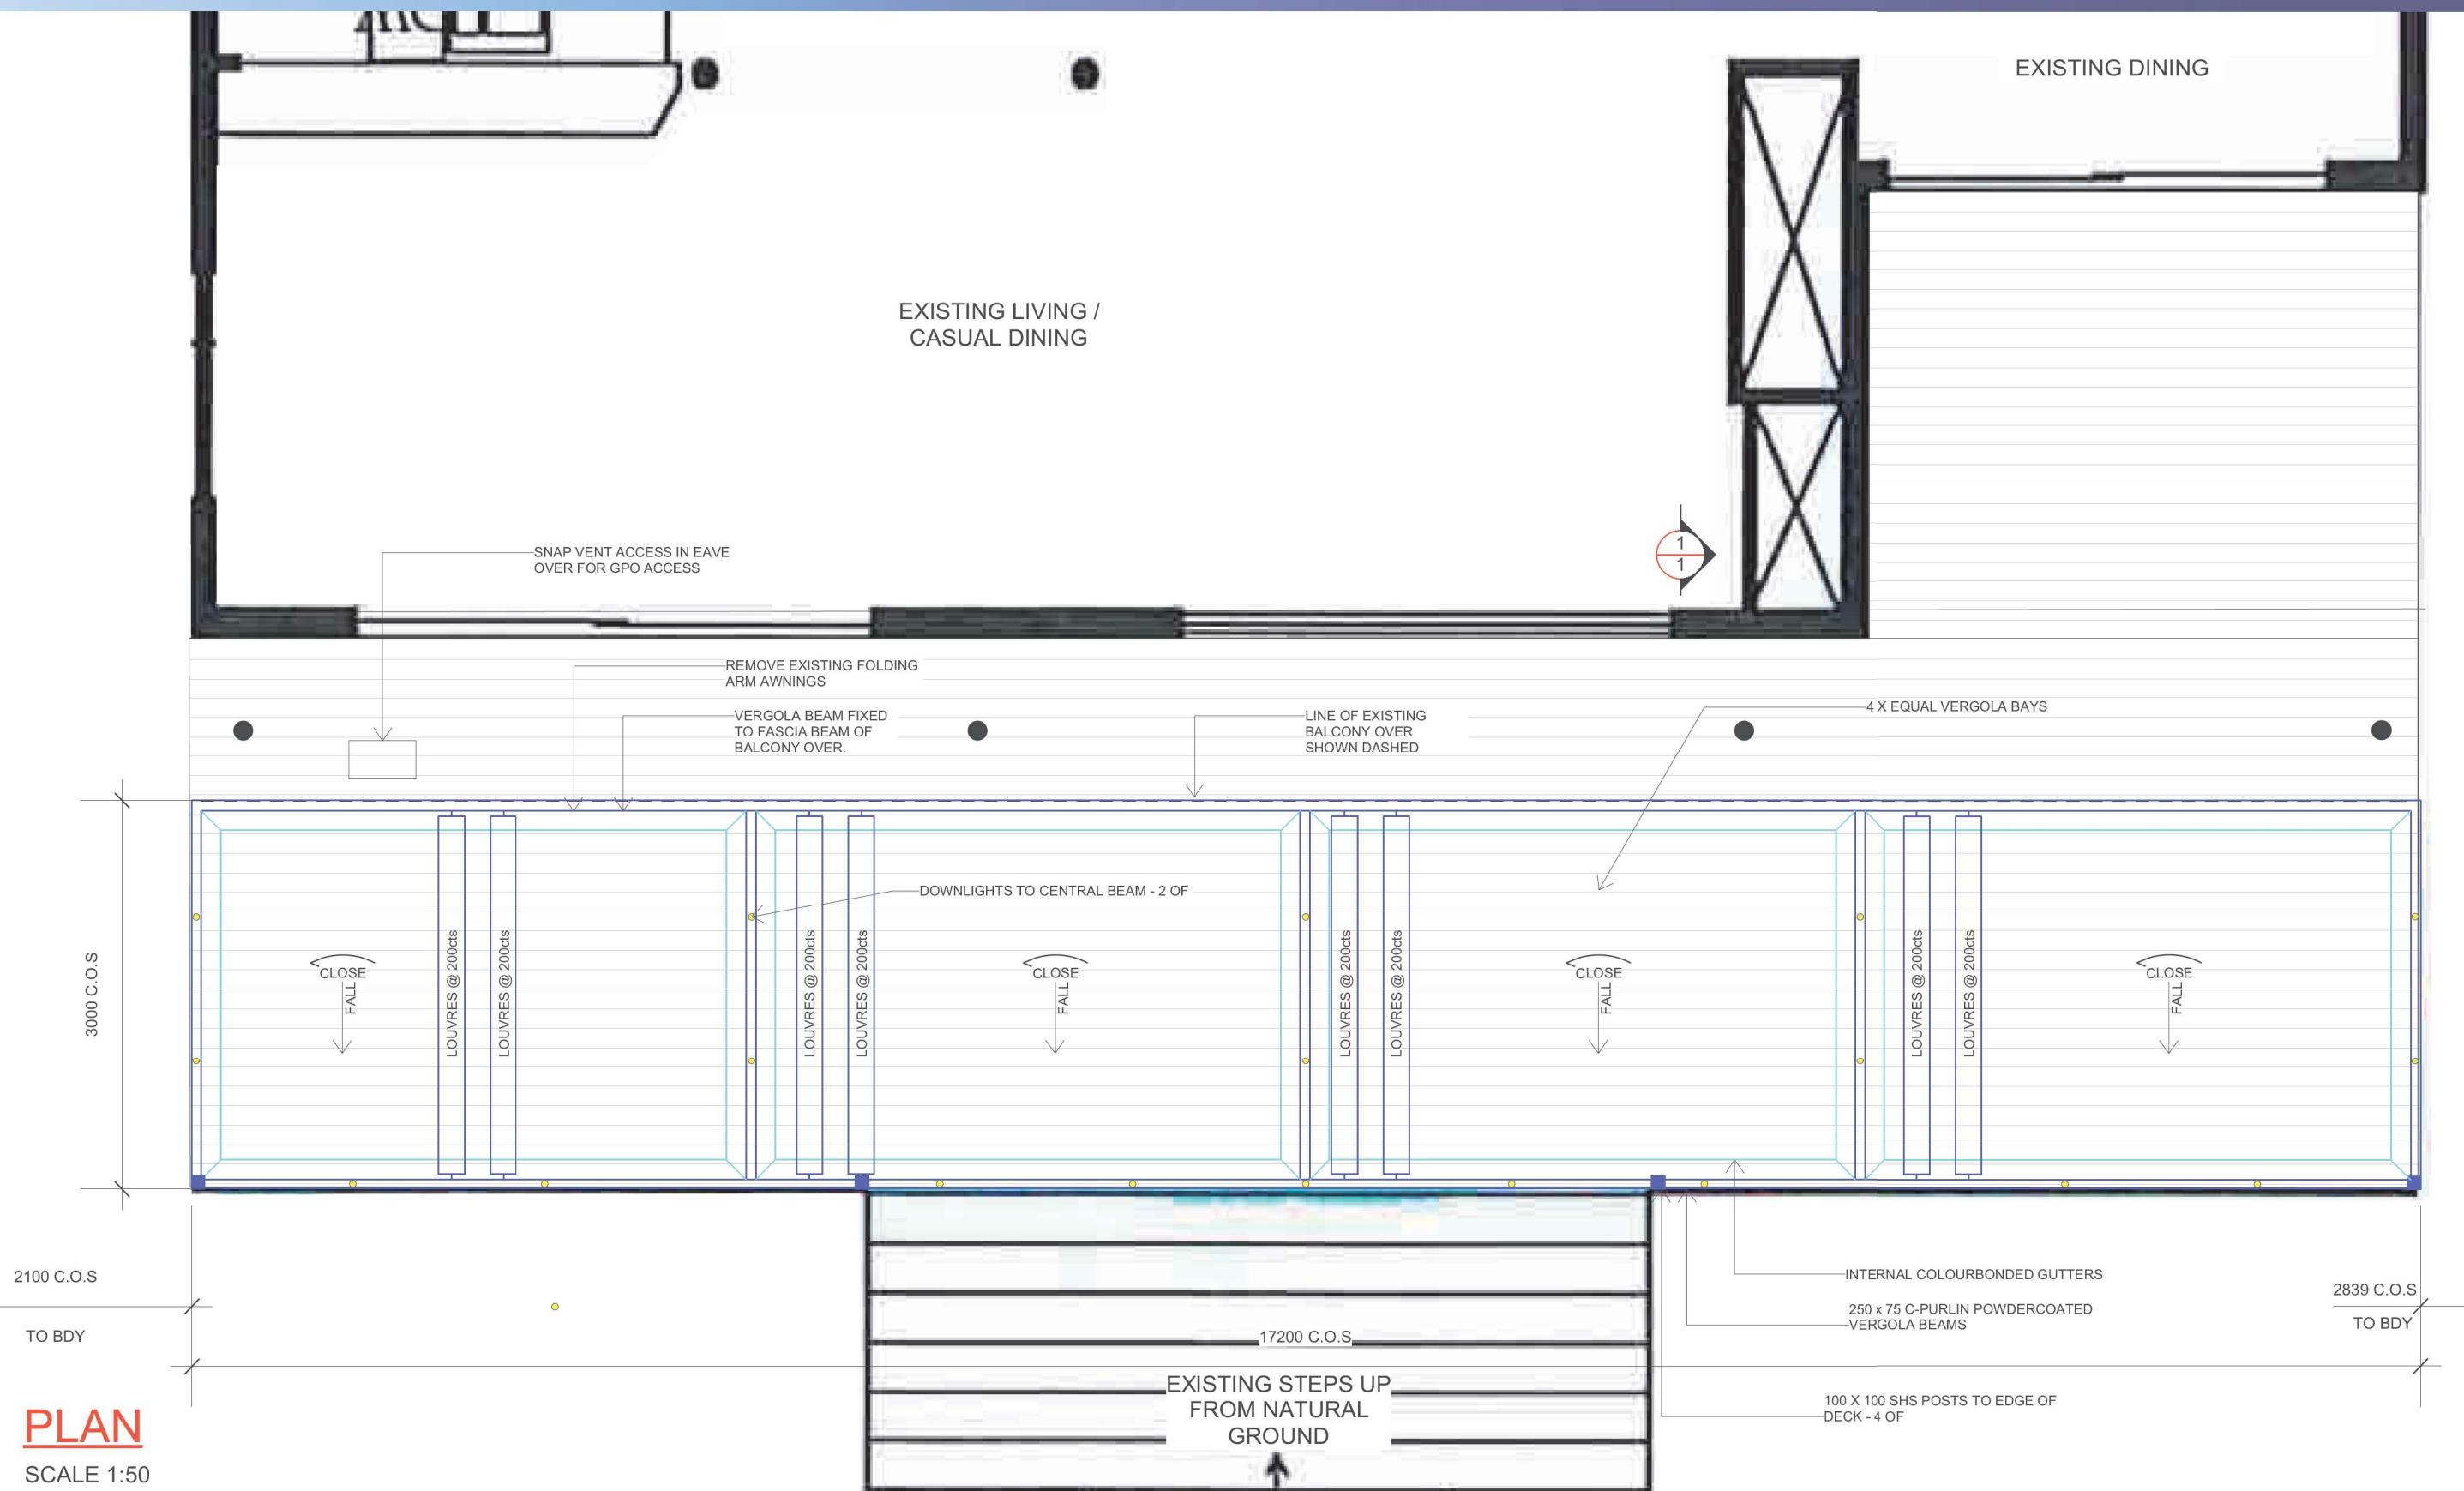 EXISTING DINING
EXISTING LIVING /
CASUAL DINING
1
1
SNAP VENT ACCESS IN EAVE
OVER FOR GPO ACCESS
REMOVE EXISTING FOLDING
ARM AWNINGS
VERGOLA BEAM FIXED
TO FASCIA BEAM OF
BALCONY OVER.
LINE OF EXISTING
BALCONY OVER
SHOWN DASHED
4 X EQUAL VERGOLA BAYS
DOWNLIGHTS TO CENTRAL BEAM - 2 OF
3000 C.O.S
CLOSE
FALL
LOUVRES @ 200cts
LOUVRES @ 200cts
LOUVRES @ 200cts
LOUVRES @ 200cts
CLOSE
FALL
LOUVRES @ 200cts
LOUVRES @ 200cts
CLOSE
FALL
LOUVRES @ 200cts
LOUVRES @ 200cts
CLOSE
FALL
2100 C.O.S
TO BDY
INTERNAL COLOURBONDED GUTTERS
250 x 75 C-PURLIN POWDERCOATED
VERGOLA BEAMS
2839 C.O.S
TO BDY
17200 C.O.S
EXISTING STEPS UP
FROM NATURAL
GROUND
100 X 100 SHS POSTS TO EDGE OF
DECK - 4 OF
PLAN
SCALE 1:50